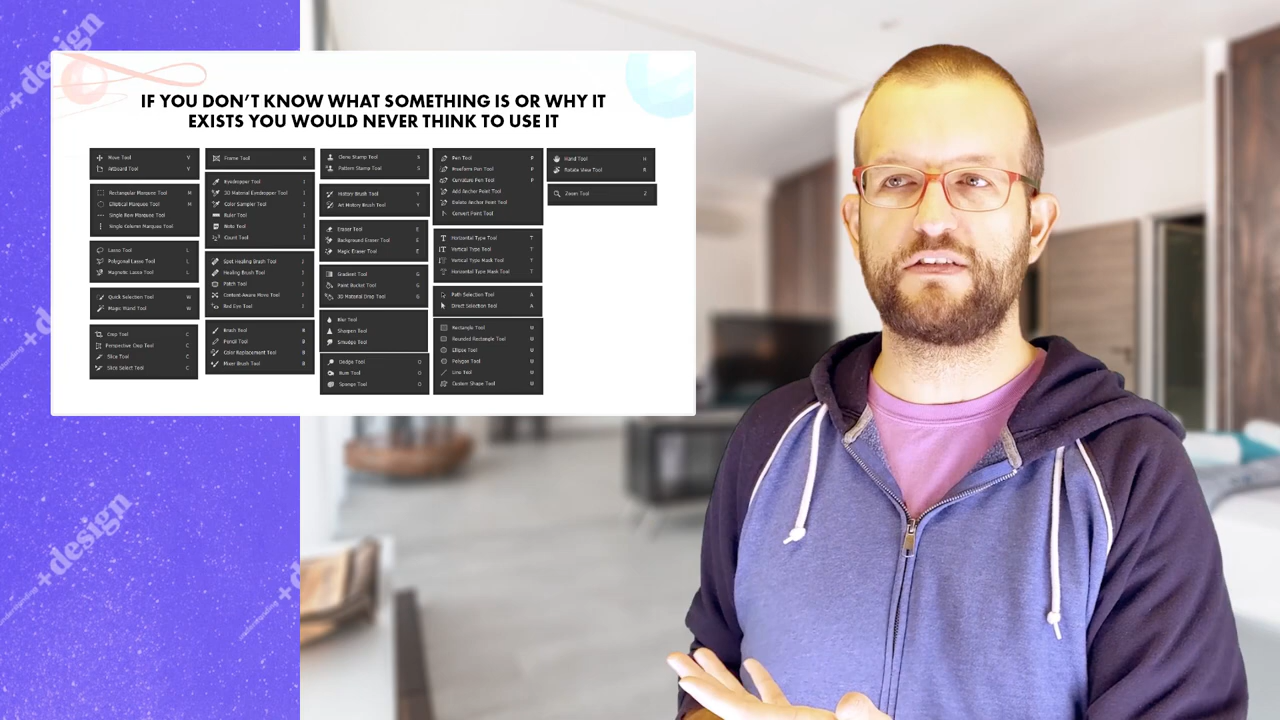 +design
IF YOU DON'T KNOW WHAT SOMETHING IS OR WHY IT
EXISTS YOU WOULD NEVER THINK TO USE IT
Move Tool V
Artboard Tool V
Rectangular Marquee Tool M
Elliptical Marquee Tool M
Single Row Marquee Tool
Single Column Marquee Tool
Lasso Tool L
Polygonal Lasso Tool L
Magnetic Lasso Tool L
Quick Selection Tool W
Magic Wand Tool W
Crop Tool C
Perspective Crop Tool C
Slice Tool C
Slice Select Tool C
Frame Tool K
Eyedropper Tool I
3D Material Eyedropper Tool I
Color Sampler Tool I
Ruler Tool I
Note Tool I
Count Tool I
Spot Healing Brush Tool J
Healing Brush Tool J
Patch Tool J
Content-Aware Move Tool J
Red Eye Tool J
Brush Tool B
Pencil Tool B
Color Replacement Tool B
Mixer Brush Tool B
Clone Stamp Tool S
Pattern Stamp Tool S
History Brush Tool Y
Art History Brush Tool Y
Eraser Tool E
Background Eraser Tool E
Magic Eraser Tool E
Gradient Tool G
Paint Bucket Tool G
3D Material Drop Tool G
Blur Tool
Sharpen Tool
Smudge Tool
Dodge Tool O
Burn Tool O
Sponge Tool O
Pen Tool P
Freeform Pen Tool P
Curvature Pen Tool P
Add Anchor Point Tool
Delete Anchor Point Tool
Convert Point Tool
Horizontal Type Tool T
Vertical Type Tool T
Vertical Type Mask Tool T
Horizontal Type Mask Tool T
Path Selection Tool A
Direct Selection Tool A
Rectangle Tool U
Rounded Rectangle Tool U
Ellipse Tool U
Polygon Tool U
Line Tool U
Custom Shape Tool U
Hand Tool H
Rotate View Tool R
Zoom Tool Z
+d
+design
+d